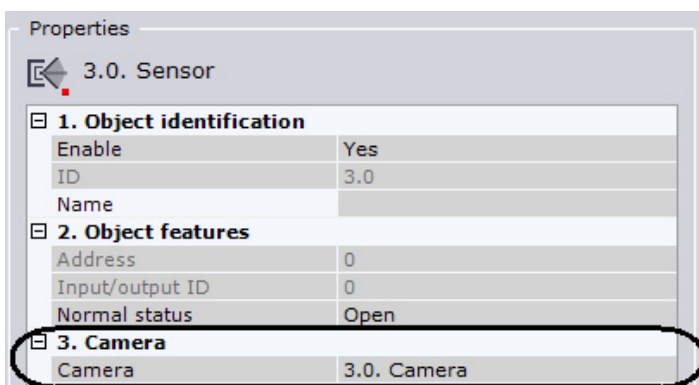 Properties
3.0. Sensor
1. Object identification
Enable Yes
ID 3.0
Name
2. Object features
Address 0
Input/output ID 0
Normal status Open
3. Camera
Camera 3.0. Camera